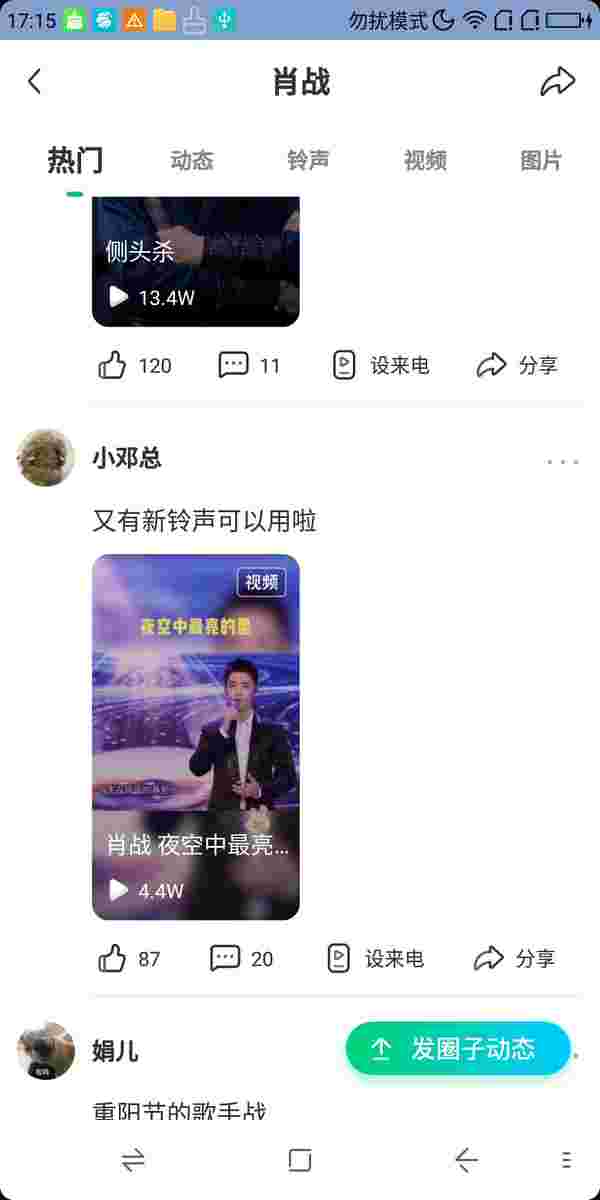 17:15
勿扰模式
肖战
热门
动态
铃声
视频
图片
侧头杀
13.4W
120
11
设来电
分享
小邓总
又有新铃声可以用啦
视频
夜空中最亮的星
肖战 夜空中最亮...
4.4W
87
20
设来电
分享
娟儿
发圈子动态
重阳节的歌手战